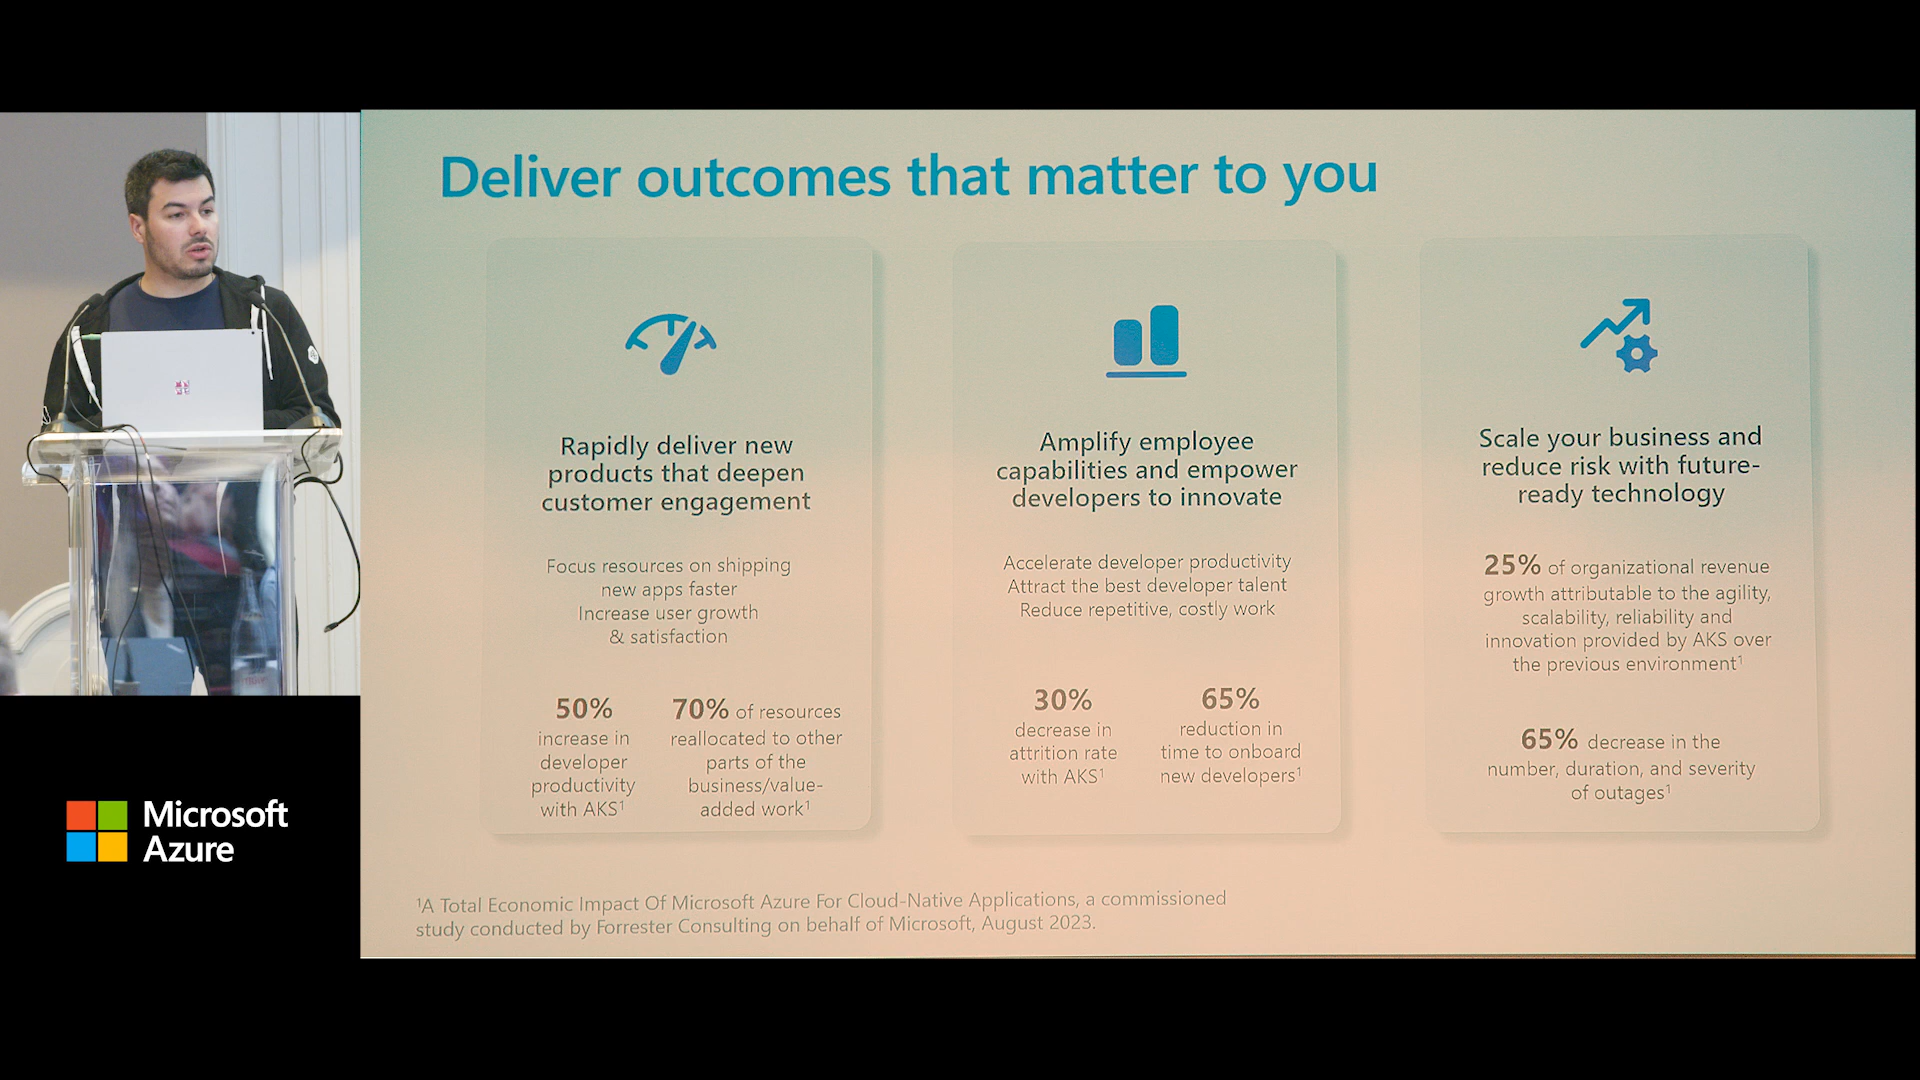 Deliver outcomes that matter to you
Rapidly deliver new
products that deepen
customer engagement
Focus resources on shipping
new apps faster
Increase user growth
& satisfaction
50%
increase in
developer
productivity
with AKS¹
70% of resources
reallocated to other
parts of the
business/value-
added work¹
Amplify employee
capabilities and empower
developers to innovate
Accelerate developer productivity
Attract the best developer talent
Reduce repetitive, costly work
30%
decrease in
attrition rate
with AKS¹
65%
reduction in
time to onboard
new developers¹
Scale your business and
reduce risk with future-
ready technology
25% of organizational revenue
growth attributable to the agility,
scalability, reliability and
innovation provided by AKS over
the previous environment¹
65% decrease in the
number, duration, and severity
of outages¹
¹A Total Economic Impact Of Microsoft Azure For Cloud-Native Applications, a commissioned
study conducted by Forrester Consulting on behalf of Microsoft, August 2023.
Microsoft
Azure